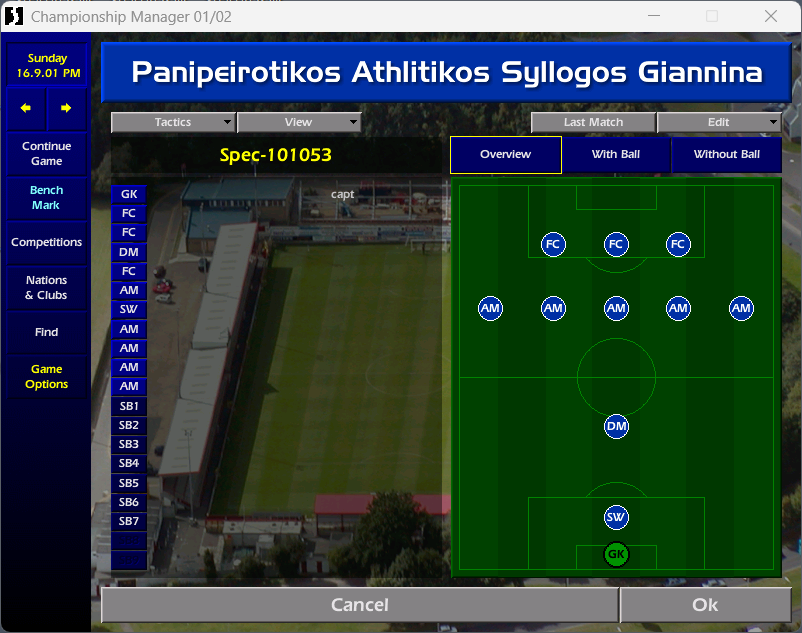 Championship Manager 01/02
Sunday
16.9.01 PM
Continue
Game
Bench
Mark
Competitions
Nations
& Clubs
Find
Game
Options
Panipeirotikos Athlitikos Syllogos Giannina
Tactics
View
Last Match
Edit
Spec-101053
Overview
With Ball
Without Ball
GK
capt
FC
FC
DM
FC
AM
SW
AM
AM
AM
AM
SB1
SB2
SB3
SB4
SB5
SB6
SB7
FC FC FC
AM AM AM AM AM
DM
SW
GK
Cancel
Ok